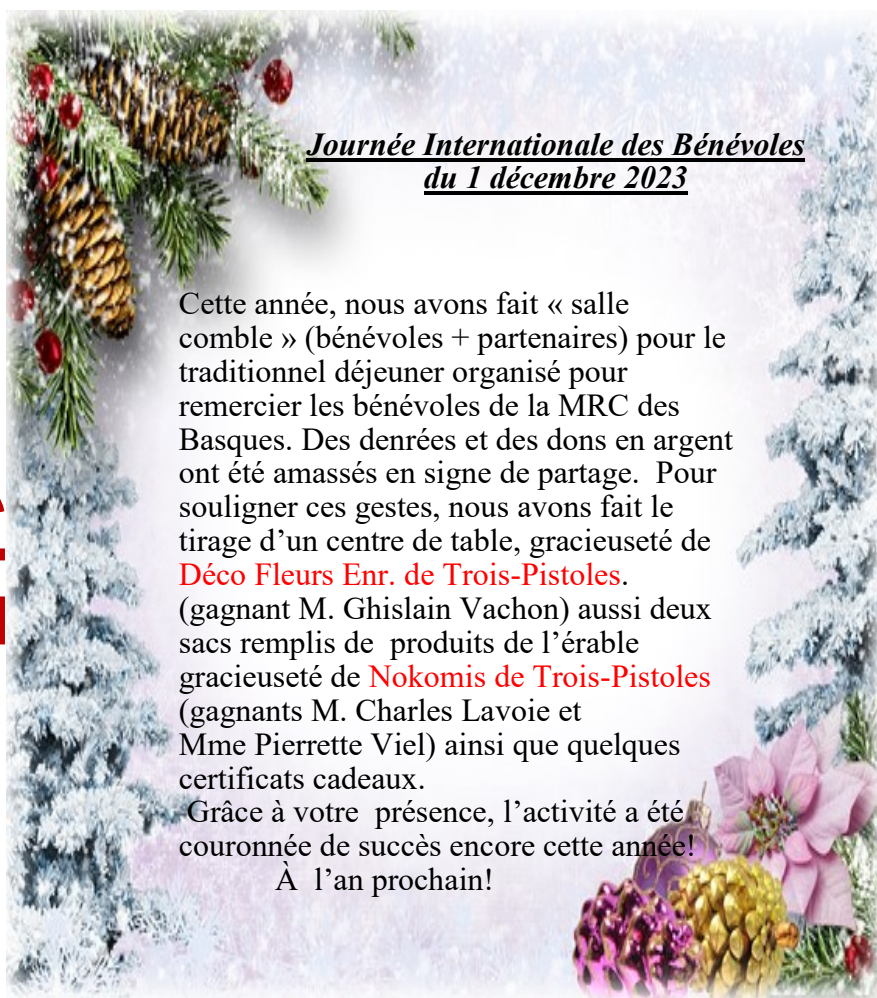 Journée Internationale des Bénévoles
du 1 décembre 2023
Cette année, nous avons fait « salle
comble » (bénévoles + partenaires) pour le
traditionnel déjeuner organisé pour
remercier les bénévoles de la MRC des
Basques. Des denrées et des dons en argent
ont été amassés en signe de partage.  Pour
souligner ces gestes, nous avons fait le
tirage d’un centre de table, gracieuseté de
Déco Fleurs Enr. de Trois-Pistoles.
(gagnant M. Ghislain Vachon) aussi deux
sacs remplis de  produits de l’érable
gracieuseté de Nokomis de Trois-Pistoles
(gagnants M. Charles Lavoie et
Mme Pierrette Viel) ainsi que quelques
certificats cadeaux.
Grâce à votre  présence, l’activité a été
couronnée de succès encore cette année!
À  l’an prochain!